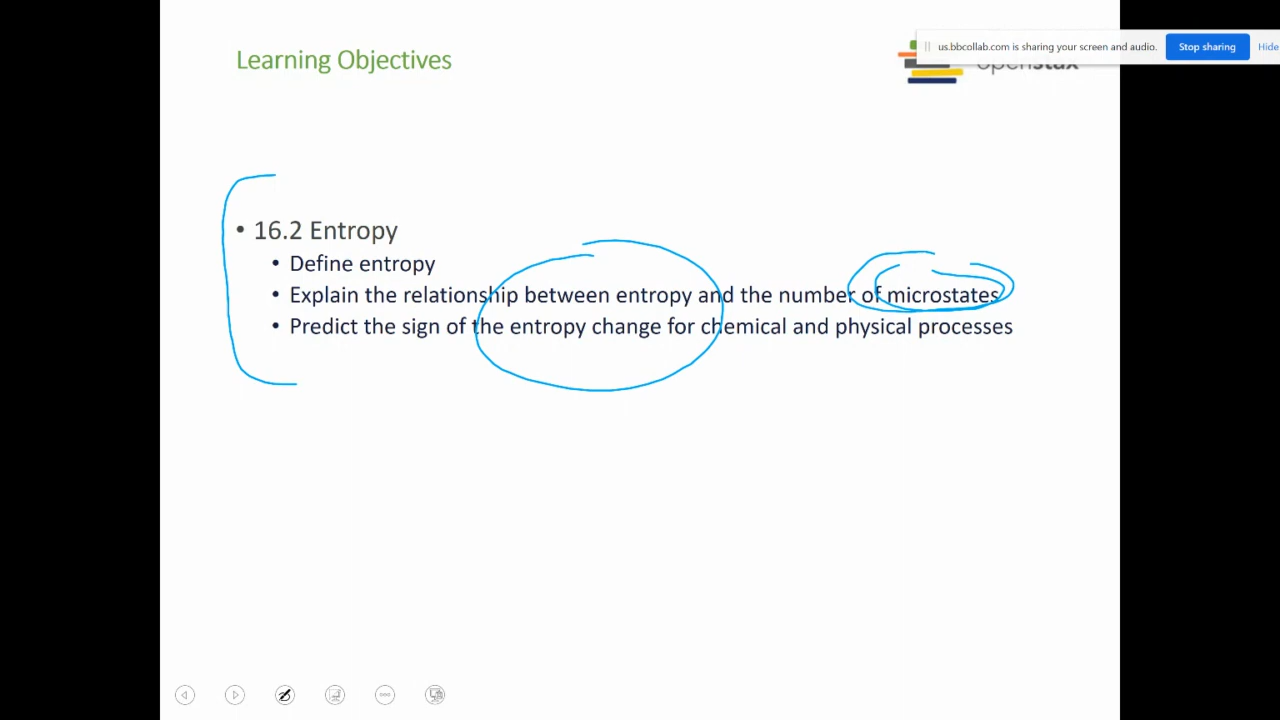 Learning Objectives
us.bbcollab.com is sharing your screen and audio. Stop sharing Hide
openstax
• 16.2 Entropy
• Define entropy
• Explain the relationship between entropy and the number of microstates
• Predict the sign of the entropy change for chemical and physical processes